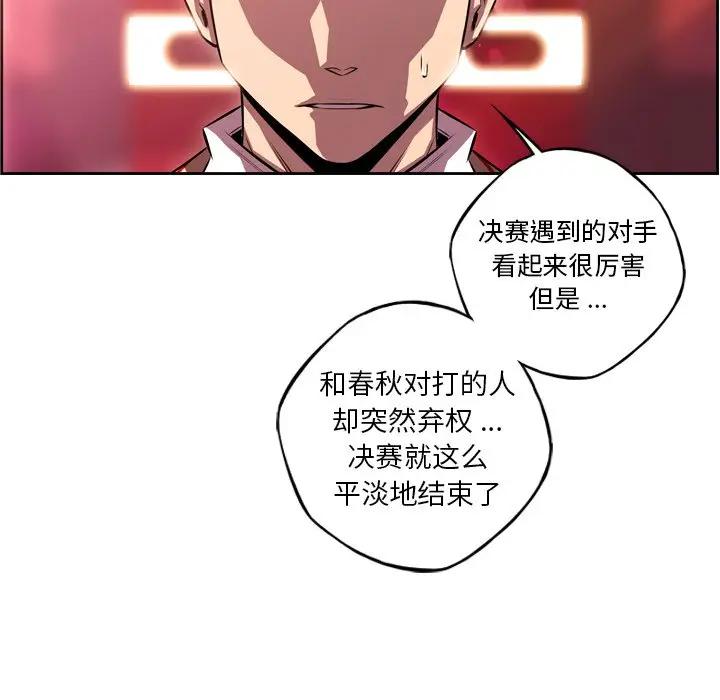 决赛遇到的对手
看起来很厉害
但是 ...
和春秋对打的人
却突然弃权 ...
决赛就这么
平淡地结束了